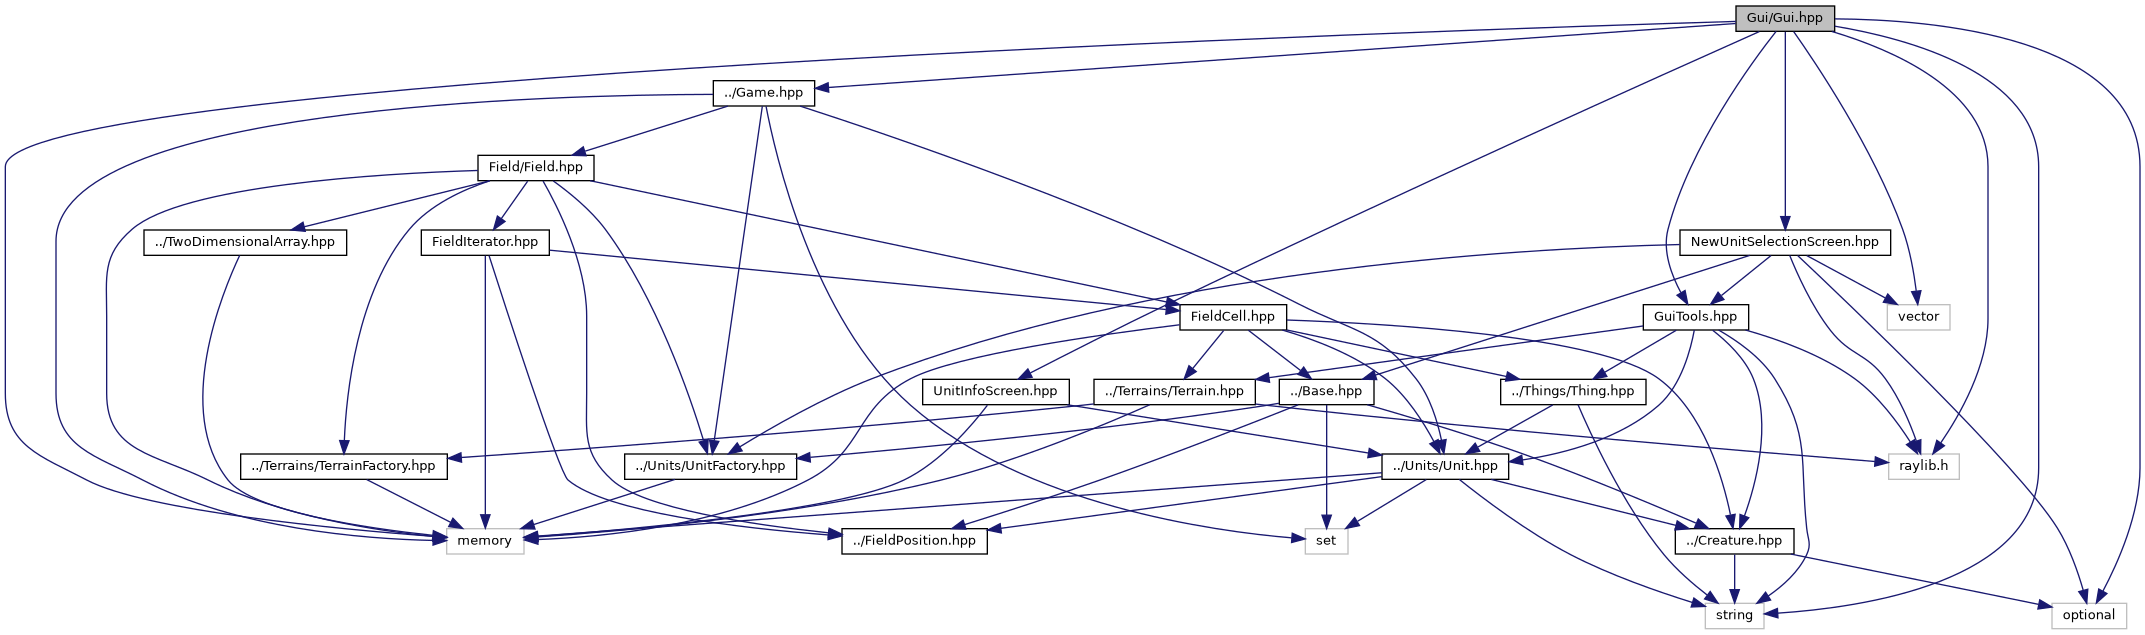 Gui/Gui.hpp
../Game.hpp
Field/Field.hpp
../TwoDimensionalArray.hpp
FieldIterator.hpp
NewUnitSelectionScreen.hpp
FieldCell.hpp
GuiTools.hpp
vector
UnitInfoScreen.hpp
../Terrains/Terrain.hpp
../Base.hpp
../Things/Thing.hpp
../Terrains/TerrainFactory.hpp
../Units/UnitFactory.hpp
../Units/Unit.hpp
raylib.h
memory
../FieldPosition.hpp
set
../Creature.hpp
string
optional